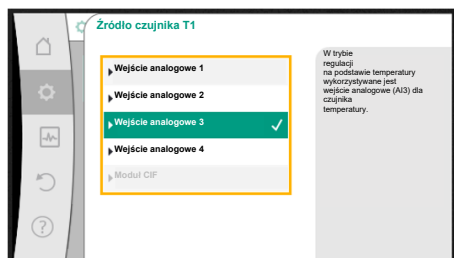 Źródło czujnika T1
Wejście analogowe 1
Wejście analogowe 2
Wejście analogowe 3
Wejście analogowe 4
Moduł CIF
W trybie
regulacji
na podstawie temperatury
wykorzystywane jest
wejście analogowe (AI3) dla
czujnika
temperatury.
?